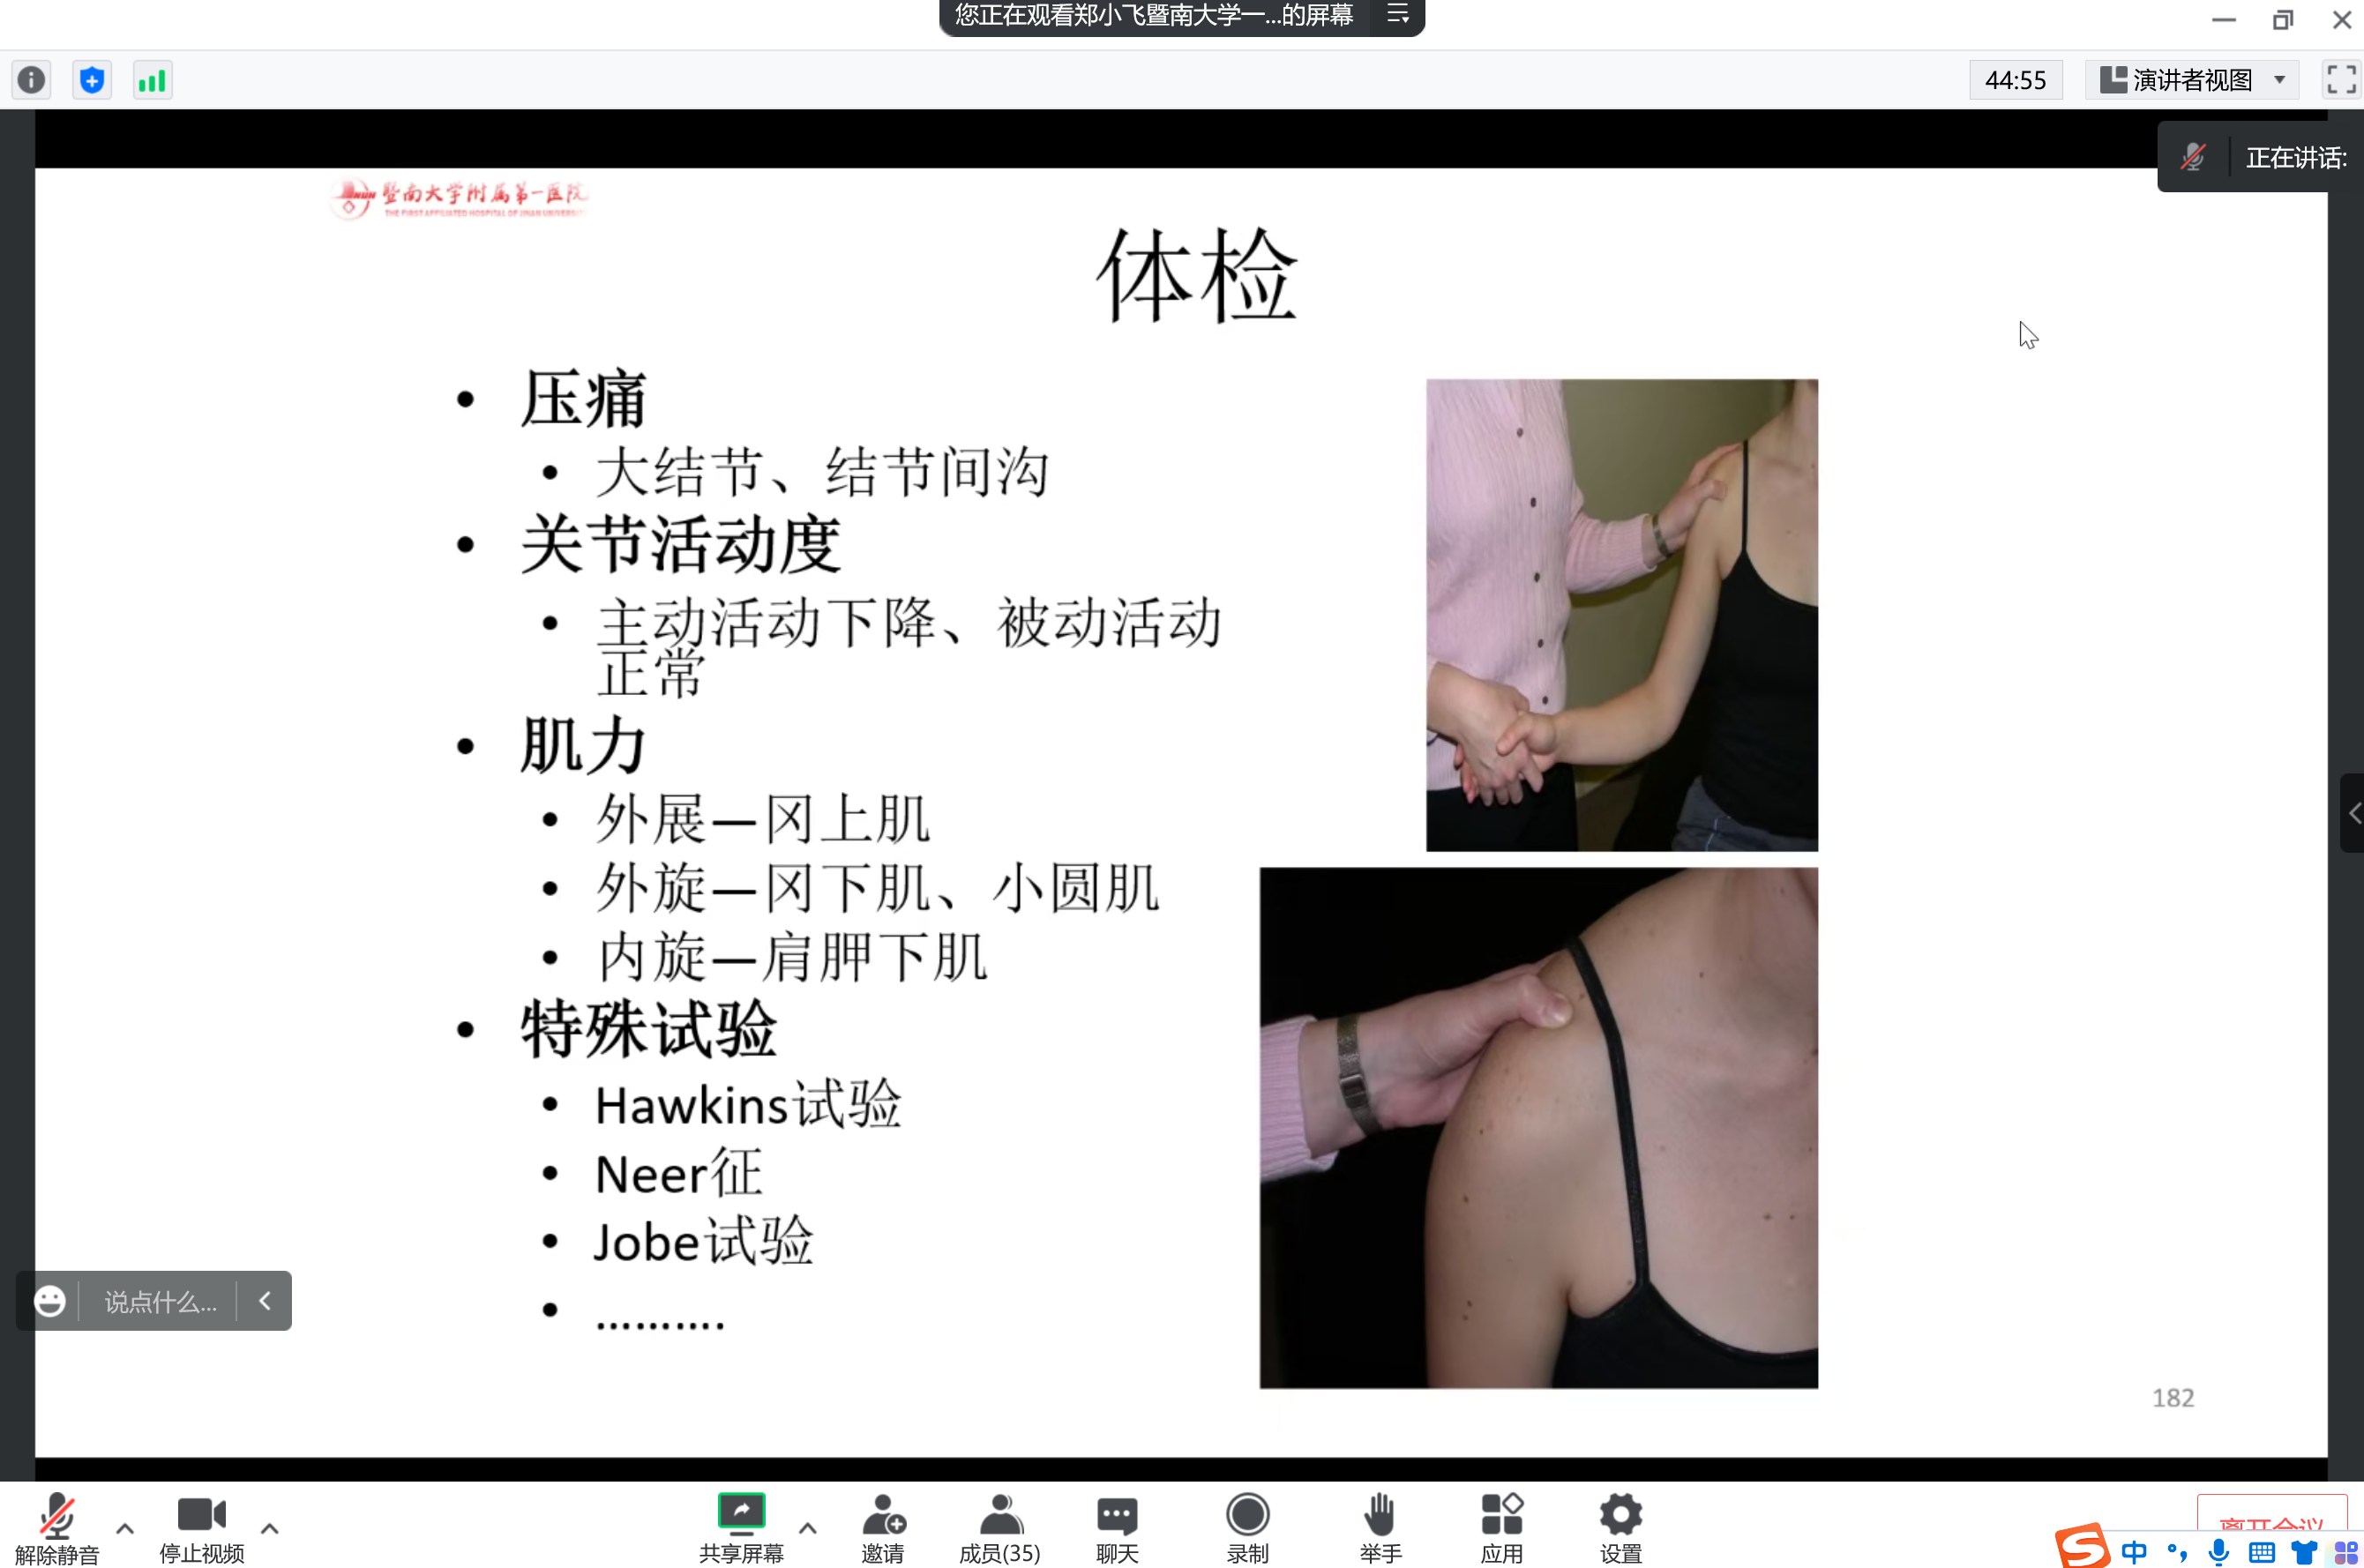 您正在观看郑小飞暨南大学一...的屏幕
44:55
演讲者视图
正在讲话:
暨南大学附属第一医院
THE FIRST AFFILIATED HOSPITAL OF JINAN UNIVERSITY
体检
• 压痛
• 大结节、结节间沟
• 关节活动度
• 主动活动下降、被动活动
正常
• 肌力
• 外展—冈上肌
• 外旋—冈下肌、小圆肌
• 内旋—肩胛下肌
• 特殊试验
• Hawkins试验
• Neer征
• Jobe试验
• ……….
说点什么...
182
解除静音
停止视频
共享屏幕
邀请
成员(35)
聊天
录制
举手
应用
设置
离开会议
中